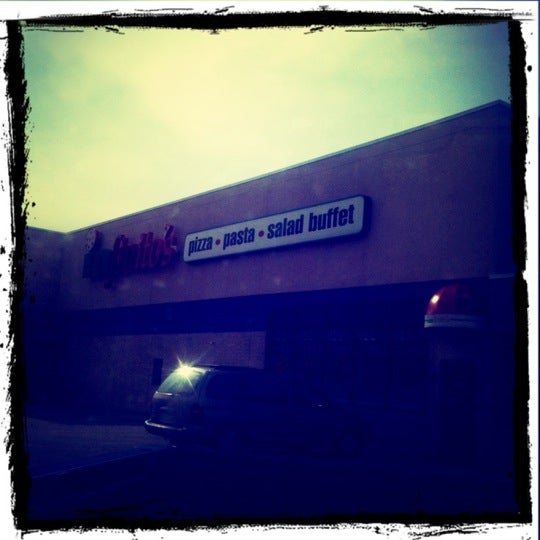 pizza • pasta • salad buffet